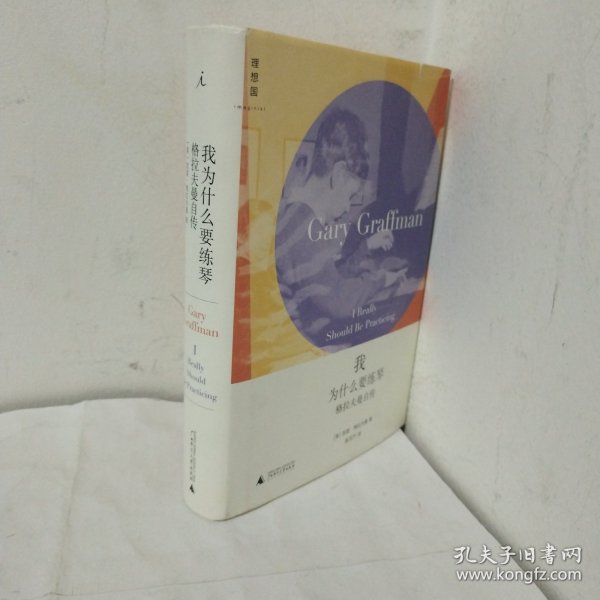 我为什么要练琴
格拉夫曼自传
Gary
Graffman
I
Really
Should
Be Practicing
理想国
imaginist
Gary Graffman
I Really
Should Be Practicing
我
为什么要练琴
格拉夫曼自传
孔夫子旧书网
www.kongfz.com